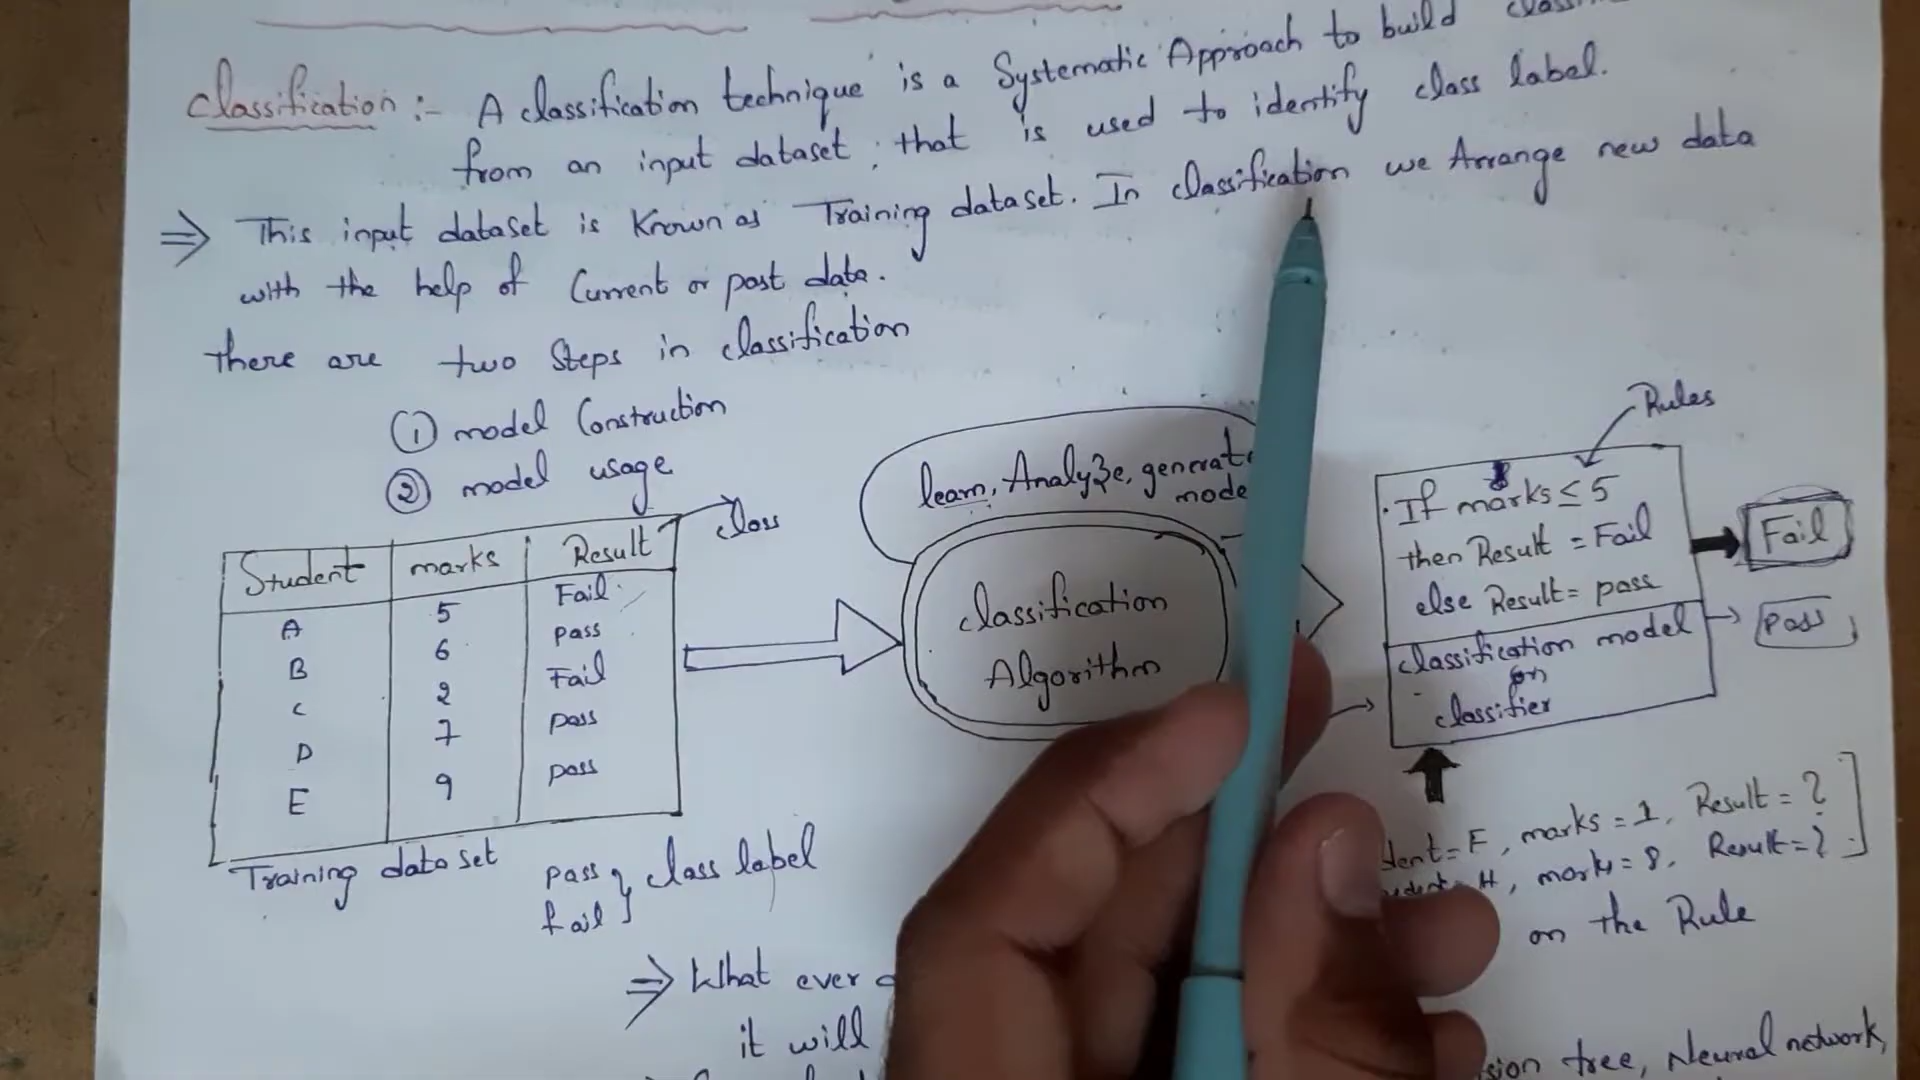 Classification :- A classification technique is a Systematic Approach to build
from an input dataset, that is used to identify class label.
⇒ This input dataset is Known as Training dataset. In classification we Arrange new data
with the help of Current or past data.
there are two Steps in classification
① model Construction
② model usage
class
Student marks Result
A 5 Fail
B 6 pass
C 2 Fail
D 7 pass
E 9 pass
Training data set
pass } class label
fail
learn, Analyze,
Classification
Algorithm
Rules
If marks ≤ 5
then Result = Fail
else Result = pass
classification model
or
classifier
Fail
pass
= F, marks = 1, Result = ?
H, mark = 8, Result = ?
on the Rule
⇒ What ever
it will
tree, Neural network,